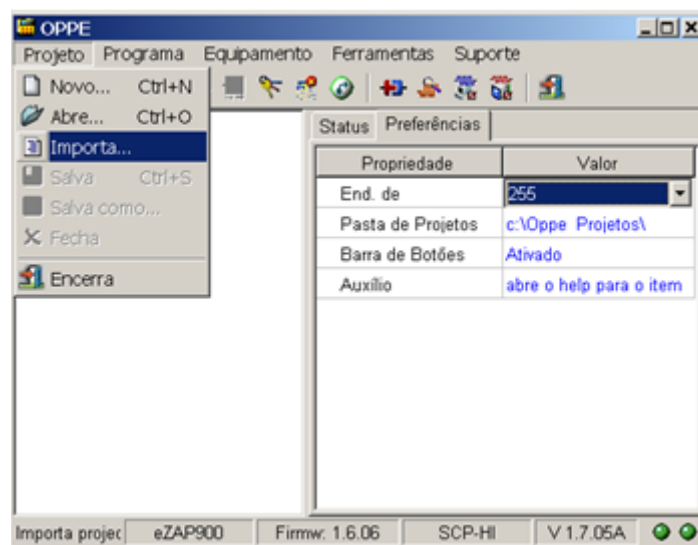 OPPE
Projeto Programa Equipamento Ferramentas Suporte
Novo... Ctrl+N
Abre... Ctrl+O
Importa...
Salva Ctrl+S
Salva como...
Fecha
Encerra
Status Preferências
Propriedade Valor
End. de 255
Pasta de Projetos c:\Oppe Projetos\
Barra de Botões Ativado
Auxílio abre o help para o item
Importa projec eZAP900 Firmw: 1.6.06 SCP-HI V 1.7.05A